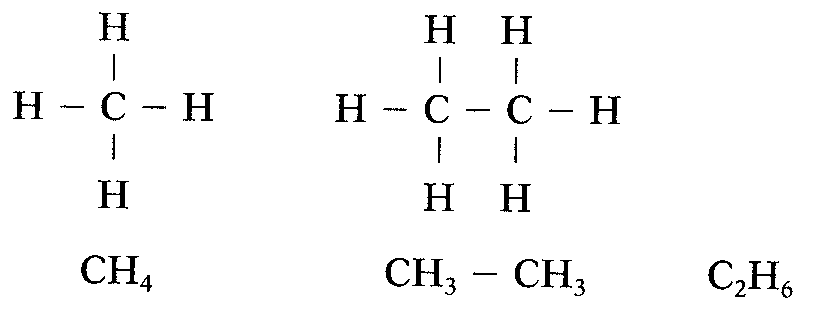 H H H
H – C – H H – C – C – H
H H H
CH₄ CH₃ – CH₃ C₂H₆